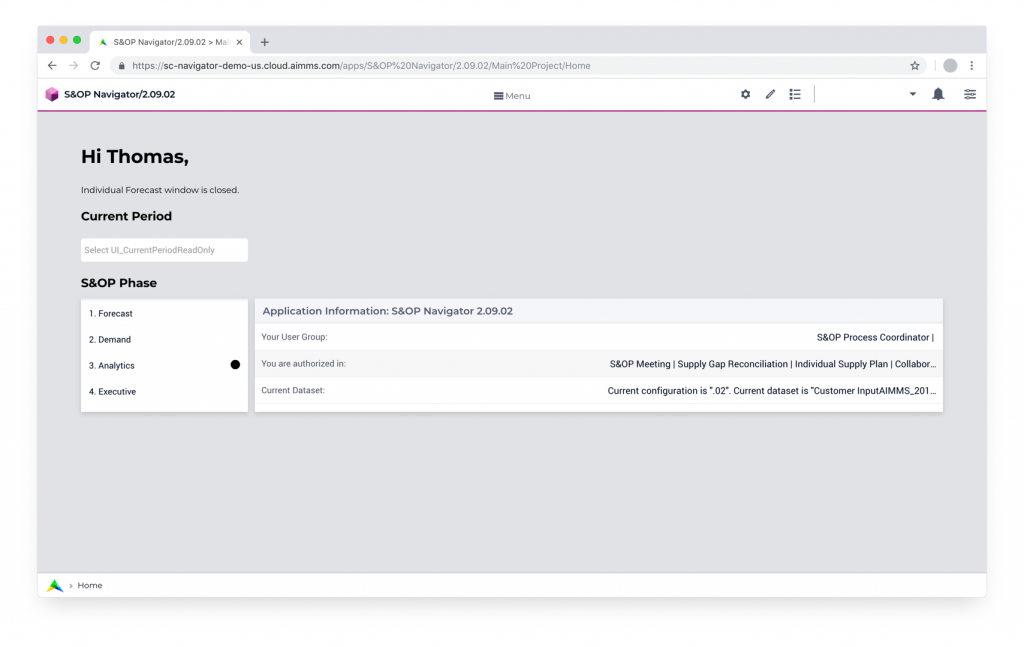 S&OP Navigator/2.09.02 > Mai
https://sc-navigator-demo-us.cloud.aimms.com/apps/S&OP%20Navigator/2.09.02/Main%20Project/Home
S&OP Navigator/2.09.02
Menu
Hi Thomas,
Individual Forecast window is closed.
Current Period
Select UI_CurrentPeriodReadOnly
S&OP Phase
1. Forecast
2. Demand
3. Analytics
4. Executive
Application Information: S&OP Navigator 2.09.02
Your User Group: S&OP Process Coordinator |
You are authorized in: S&OP Meeting | Supply Gap Reconciliation | Individual Supply Plan | Collabor...
Current Dataset: Current configuration is ".02". Current dataset is "Customer InputAIMMS_201...
› Home